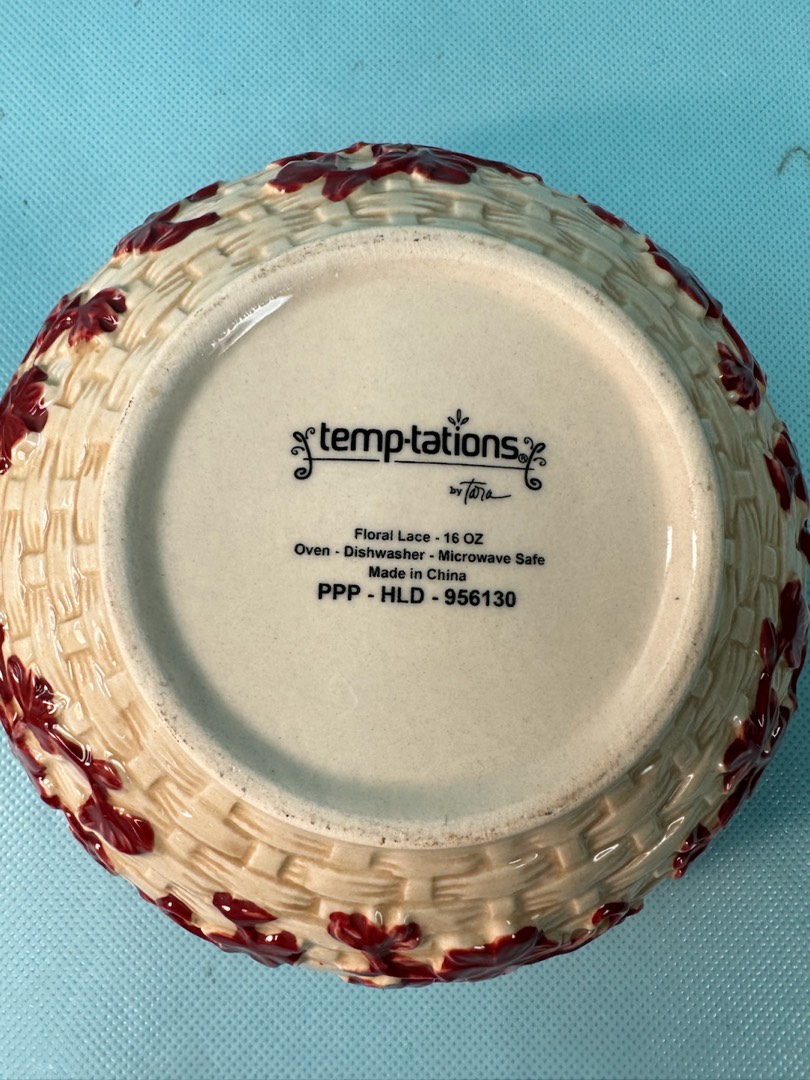 temp-tations®
by Tara
Floral Lace - 16 OZ
Oven - Dishwasher - Microwave Safe
Made in China
PPP - HLD - 956130